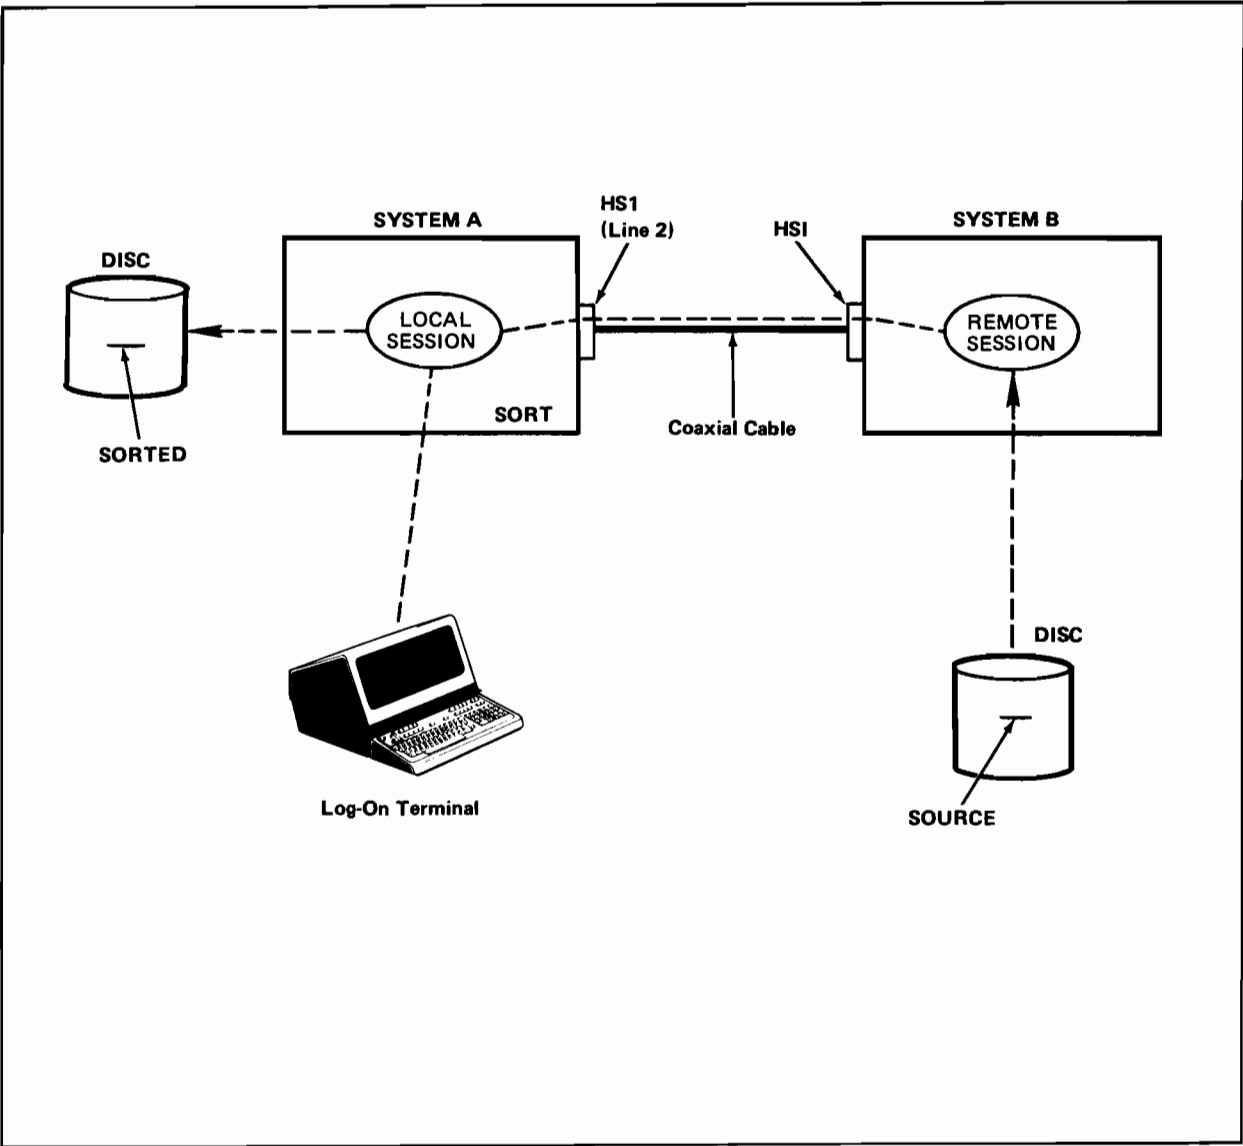 HS1
(Line 2)
SYSTEM A
HSI
SYSTEM B
DISC
LOCAL
SESSION
REMOTE
SESSION
SORT
Coaxial Cable
SORTED
DISC
Log-On Terminal
SOURCE